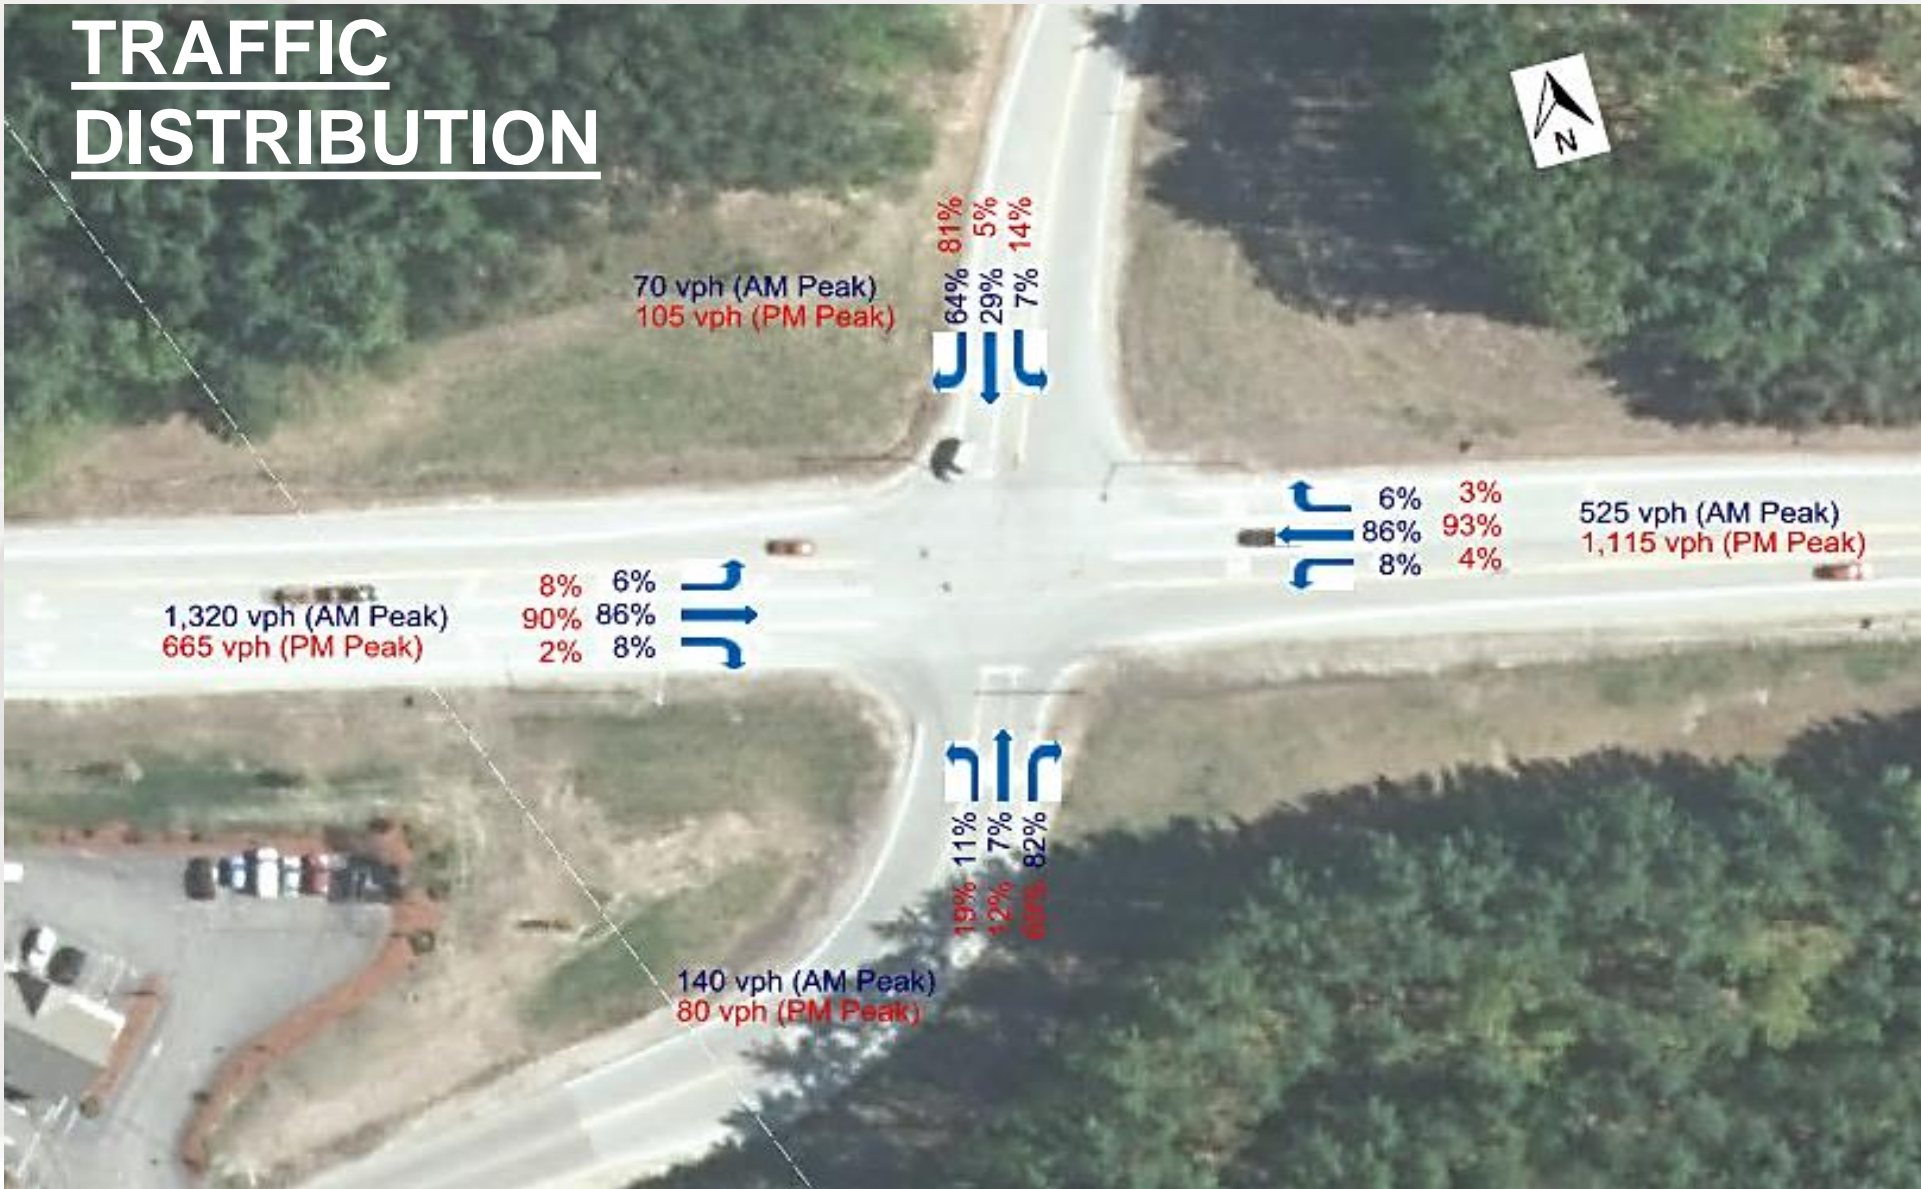 TRAFFIC
DISTRIBUTION
N
81%
5%
14%
64%
29%
7%
70 vph (AM Peak)
105 vph (PM Peak)
6% 3%
86% 93%
8% 4%
525 vph (AM Peak)
1,115 vph (PM Peak)
8% 6%
90% 86%
2% 8%
1,320 vph (AM Peak)
665 vph (PM Peak)
11%
7%
82%
19%
12%
69%
140 vph (AM Peak)
80 vph (PM Peak)